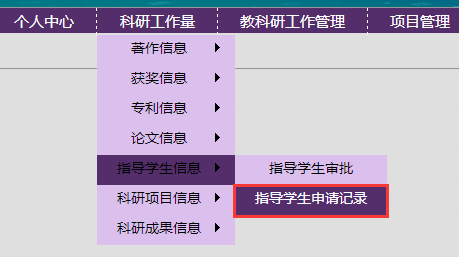 个人中心 科研工作量 教科研工作管理 项目管理
著作信息
获奖信息
专利信息
论文信息
指导学生信息 指导学生审批
科研项目信息 指导学生申请记录
科研成果信息